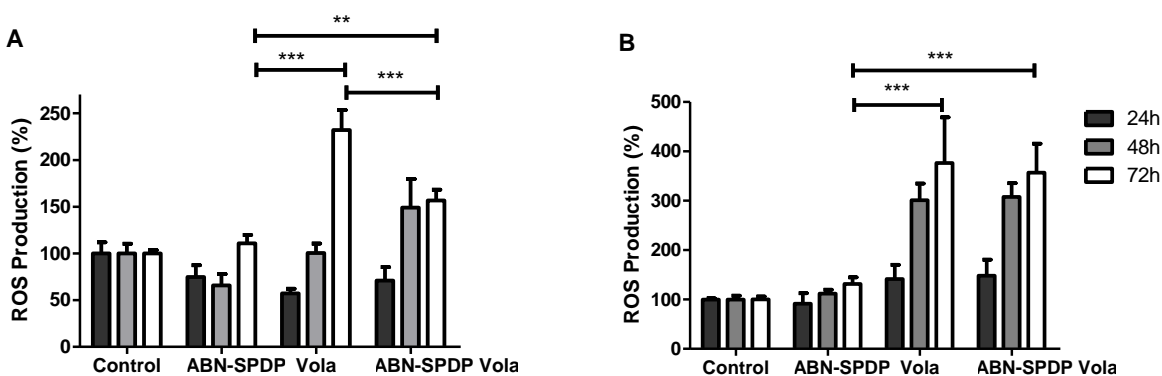 A
**
***
***
ROS Production (%)
250
200
150
100
50
0
Control
ABN-SPDP
Vola
ABN-SPDP Vola
B
***
***
ROS Production (%)
500
400
300
200
100
0
Control
ABN-SPDP
Vola
ABN-SPDP Vola
24h
48h
72h